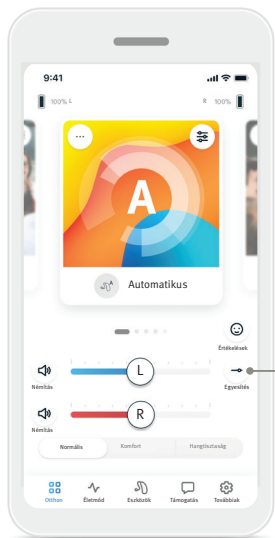 9:41
100% L
R 100%
...
A
Automatikus
Értékelések
L
Némítás
Egyesítés
R
Némítás
Normális Komfort Hangtisztaság
Otthon Életmód Eszközök Támogatás Továbbiak